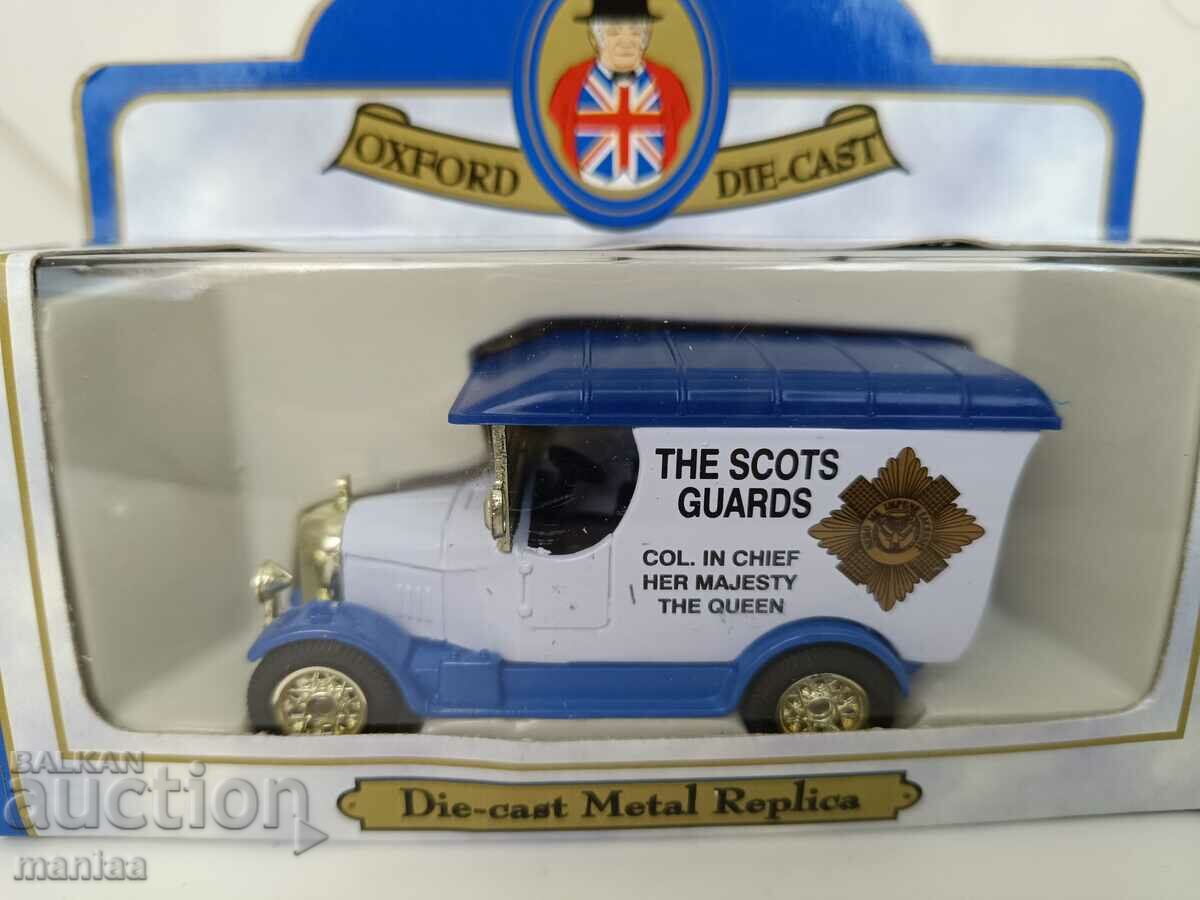 OXFORD DIE-CAST
THE SCOTS
GUARDS
COL. IN CHIEF
HER MAJESTY
THE QUEEN
Die-cast Metal Replica
BALKAN
auction
maniaa